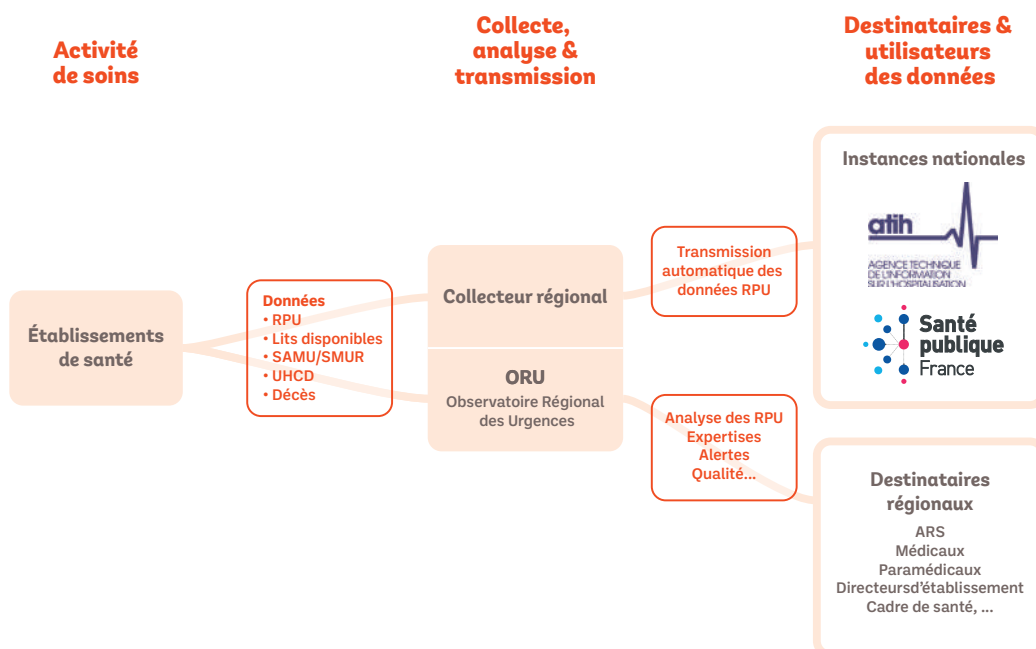 Activité
de soins
Collecte,
analyse &
transmission
Destinataires &
utilisateurs
des données
Établissements
de santé
Données
• RPU
• Lits disponibles
• SAMU/SMUR
• UHCD
• Décès
Collecteur régional
ORU
Observatoire Régional
des Urgences
Transmission
automatique des
données RPU
Analyse des RPU
Expertises
Alertes
Qualité...
Instances nationales
atih
AGENCE TECHNIQUE
DE L'INFORMATION
SUR L'HOSPITALISATION
Santé
publique
France
Destinataires
régionaux
ARS
Médicaux
Paramédicaux
Directeursd'établissement
Cadre de santé, ...